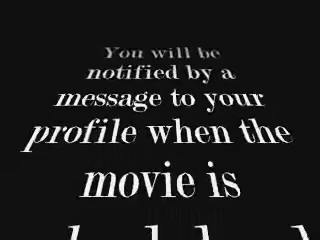 You will be
notified by a
message to your
profile when the
movie is